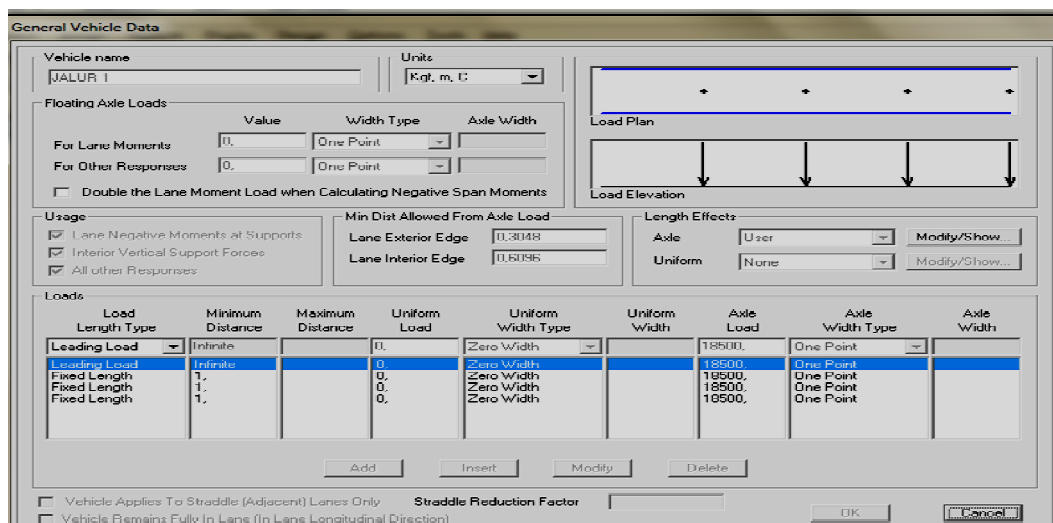 General Vehicle Data
Vehicle name
JALUR 1
Units
Kgf, m, C
Floating Axle Loads
Value Width Type Axle Width
For Lane Moments 0, One Point
For Other Responses 0, One Point
Double the Lane Moment Load when Calculating Negative Span Moments
Load Plan
Load Elevation
Usage
Lane Negative Moments at Supports
Interior Vertical Support Forces
All other Responses
Min Dist Allowed From Axle Load
Lane Exterior Edge 0,3048
Lane Interior Edge 0,6096
Length Effects
Axle User Modify/Show...
Uniform None Modify/Show...
Loads
Load Minimum Maximum Uniform Uniform Uniform Axle Axle Axle
Length Type Distance Distance Load Width Type Width Load Width Type Width
Leading Load Infinite 0, Zero Width 18500, One Point
Leading Load Infinite 0, Zero Width 18500, One Point
Fixed Length 1, 0, Zero Width 18500, One Point
Fixed Length 1, 0, Zero Width 18500, One Point
Fixed Length 1, 0, Zero Width 18500, One Point
Add Insert Modify Delete
Vehicle Applies To Straddle (Adjacent) Lanes Only Straddle Reduction Factor
Vehicle Remains Fully In Lane (In Lane Longitudinal Direction)
OK Cancel